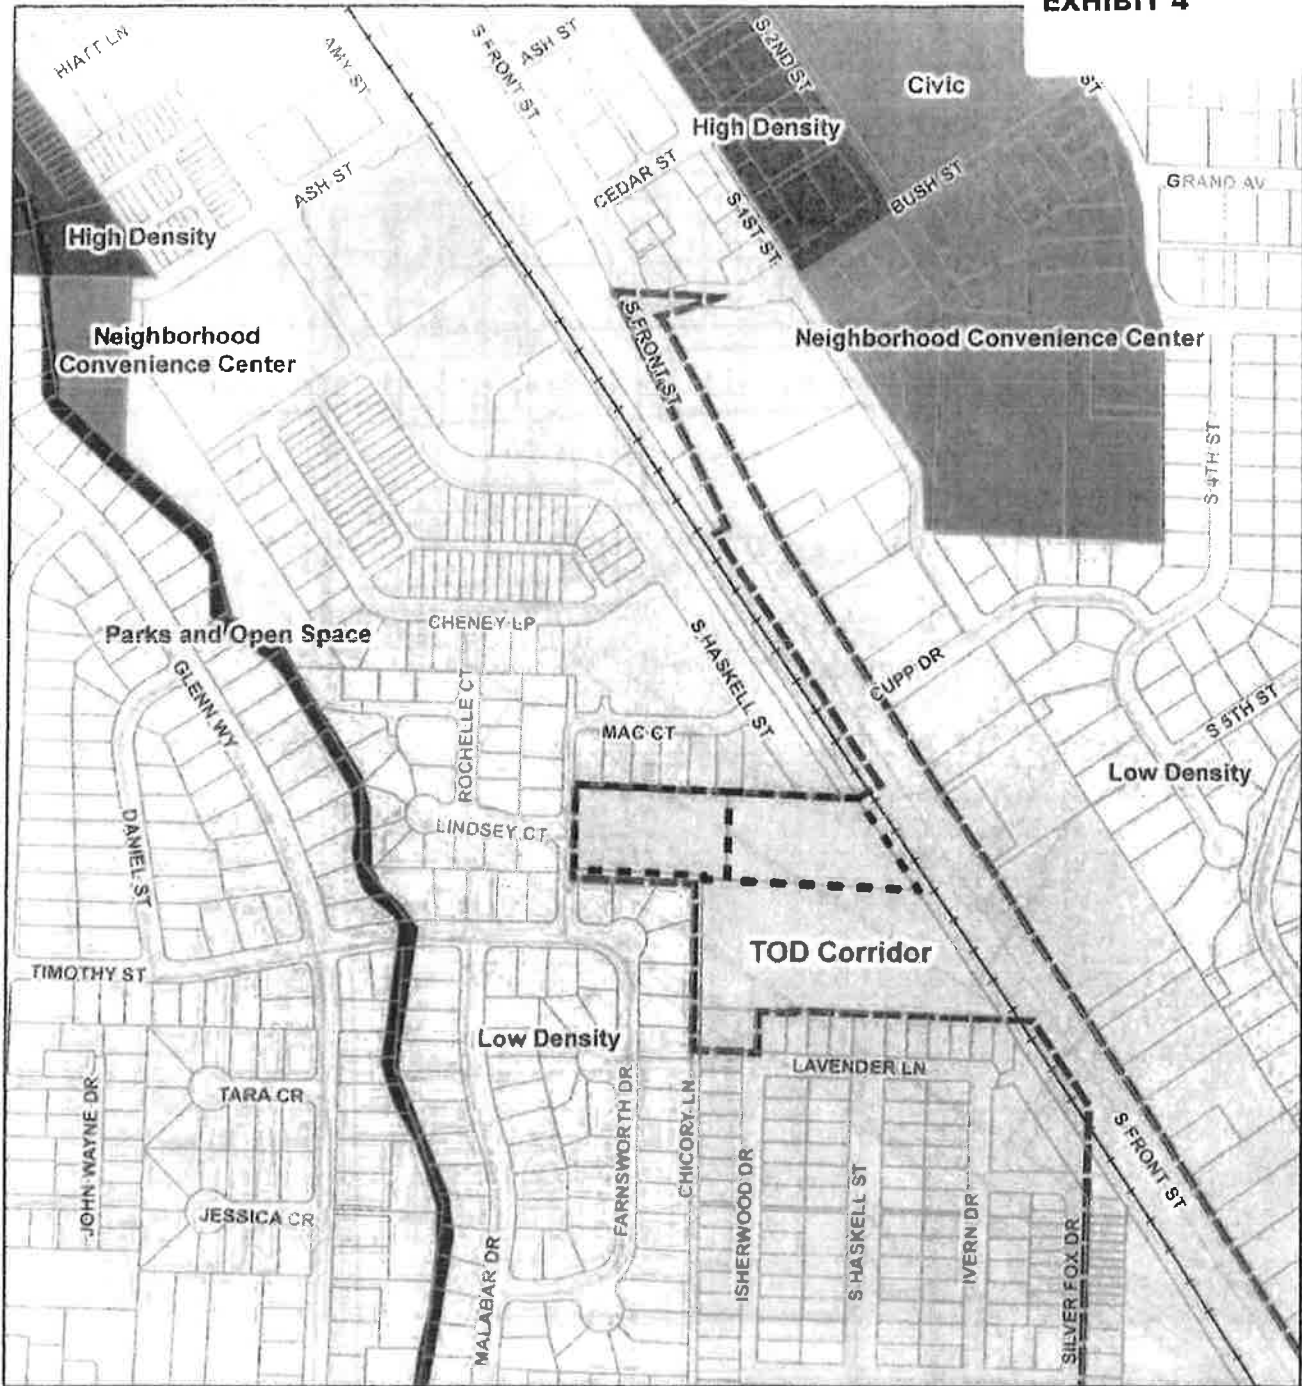 EXHIBIT 4
HIATT LN
AMY ST
S FRONT ST
ASH ST
S 2ND ST
Civic
ST
High Density
CEDAR ST
ASH ST
S 1ST ST
BUSH ST
GRAND AV
High Density
Neighborhood
Convenience Center
S FRONT ST
Neighborhood Convenience Center
S 4TH ST
CHENEY LP
Parks and Open Space
S HASKELL ST
CUPP DR
GLENN WY
ROCHELLE CT
MAC CT
S 5TH ST
Low Density
LINDSEY CT
DANIEL ST
TOD Corridor
TIMOTHY ST
Low Density
LAVENDER LN
TARA CR
JOHN WAYNE DR
FARNSWORTH DR
CHICORY LN
S FRONT ST
JESSICA CR
ISHERWOOD DR
S HASKELL ST
IVERN DR
SILVER FOX DR
MALABAR DR